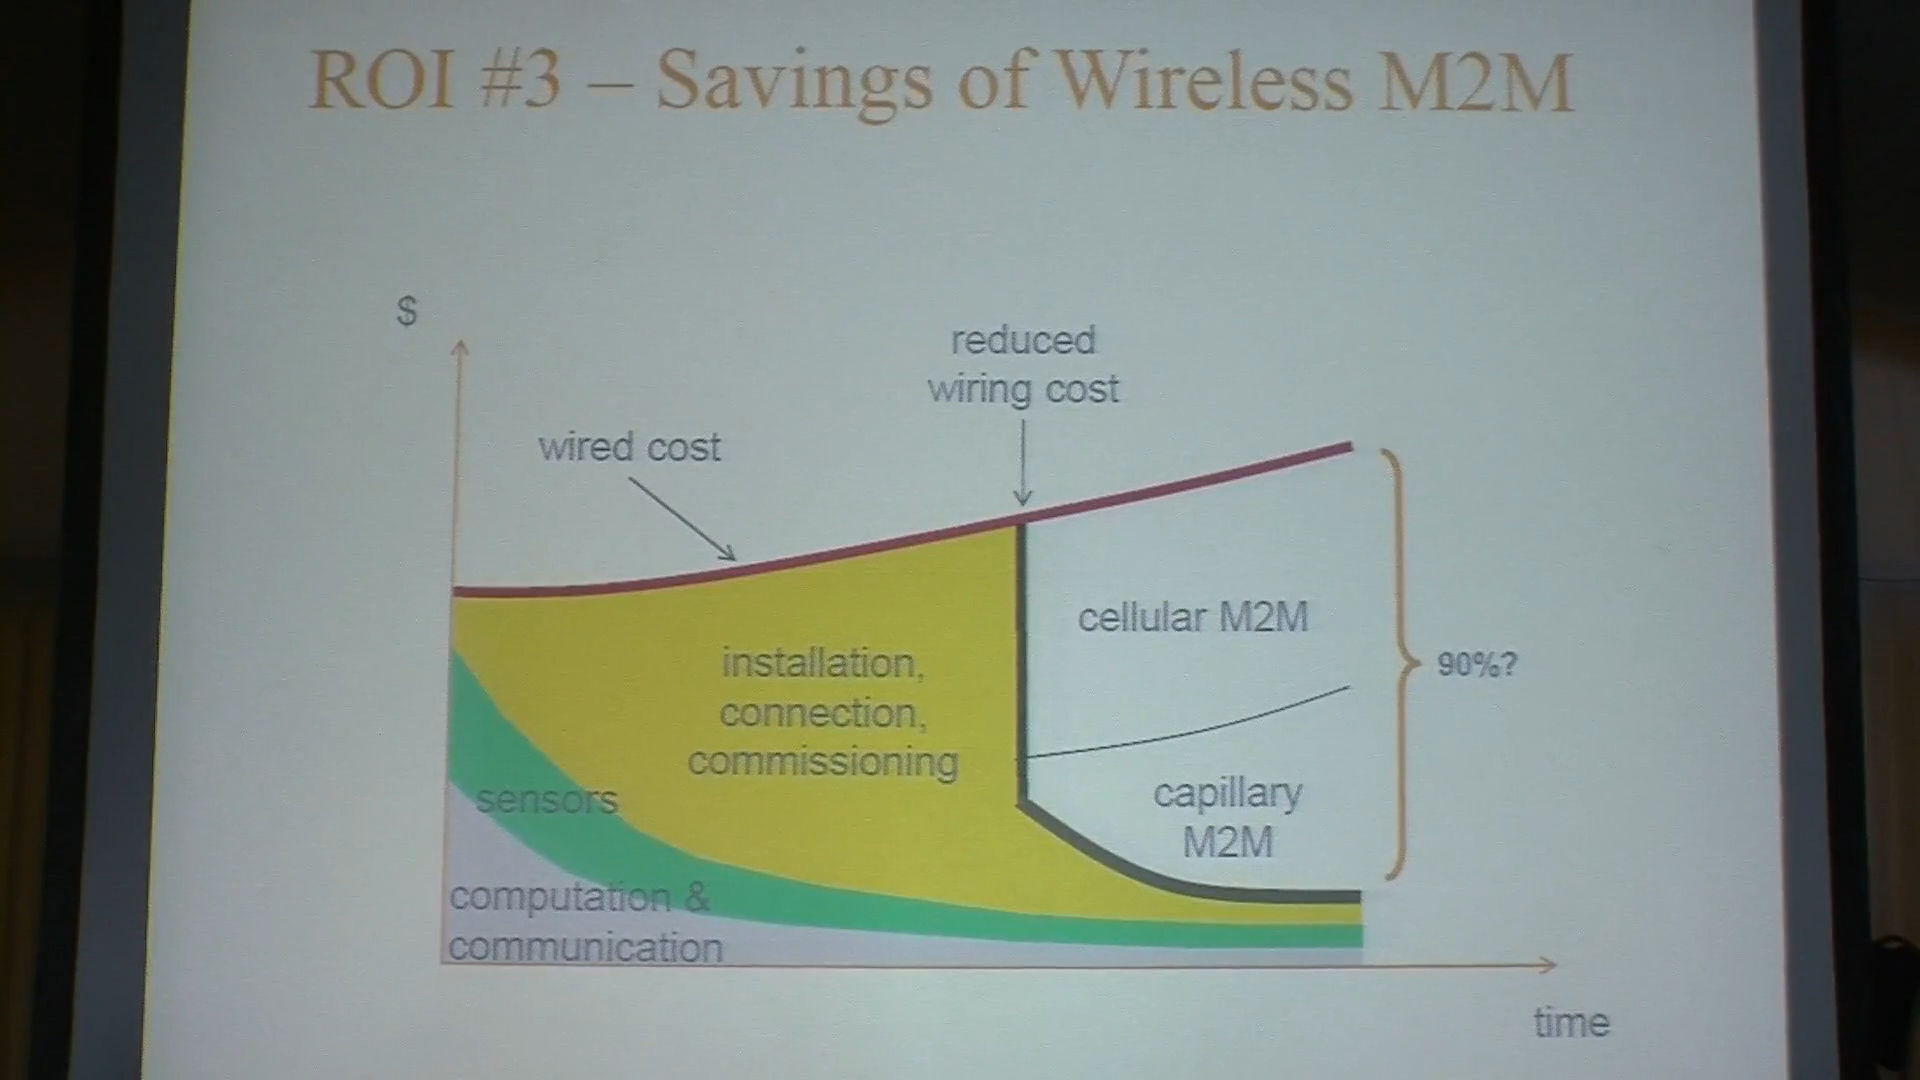 ROI #3 – Savings of Wireless M2M
$
reduced
wiring cost
wired cost
cellular M2M
installation,
connection,
commissioning
90%?
capillary
M2M
sensors
computation &
communication
time